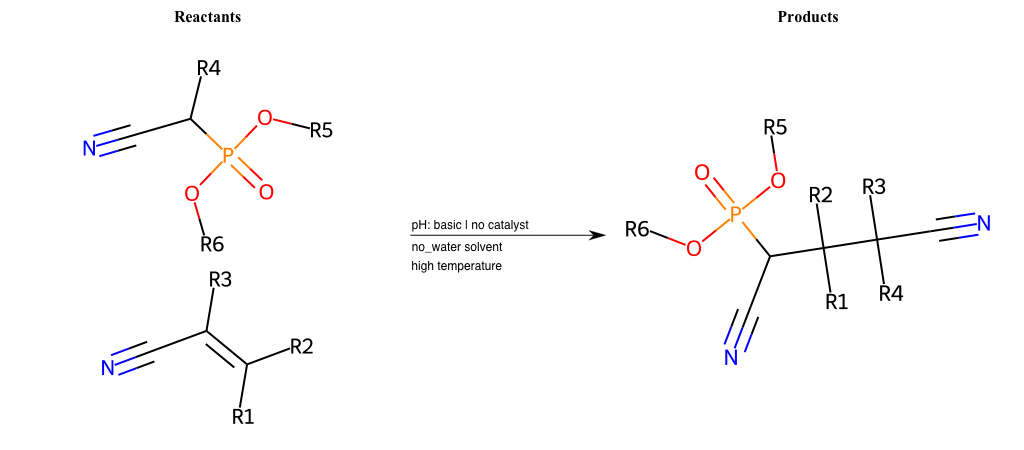 Reactants
Products
R4
N
O
R5
P
O
O
R6
R3
N
R2
R1
pH: basic | no catalyst
no_water solvent
high temperature
R5
O
O
R2
R3
P
R6
O
N
R1
R4
N